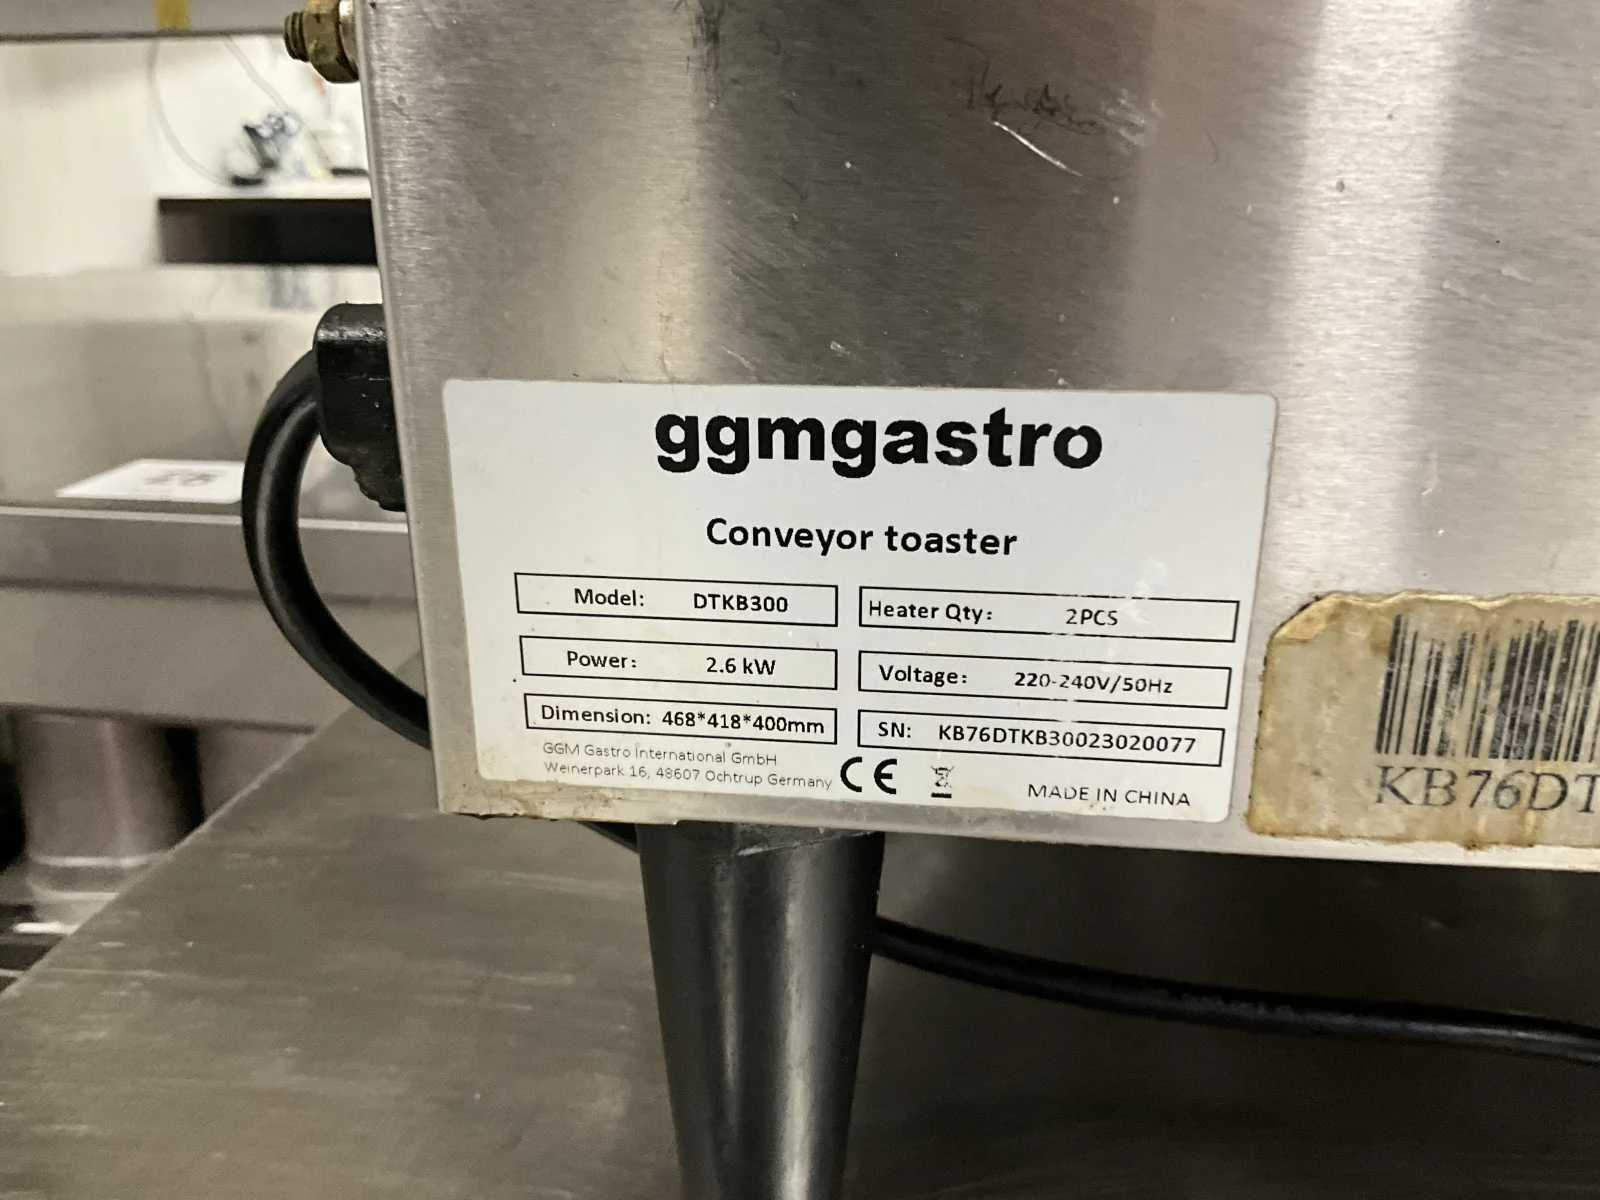 ggmgastro
Conveyor toaster
Model: DTKB300
Heater Qty: 2PCS
Power: 2.6 kW
Voltage: 220-240V/50Hz
Dimension: 468*418*400mm
SN: KB76DTKB30023020077
GGM Gastro International GmbH
Weinerpark 16, 48607 Ochtrup Germany
CE
MADE IN CHINA
KB76DT